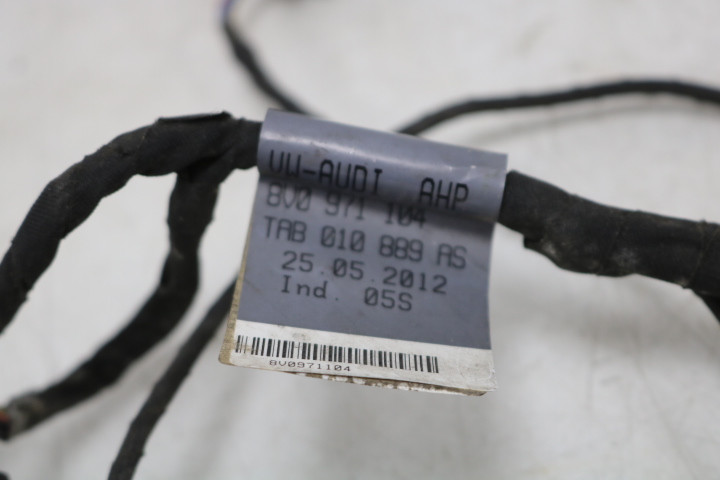 VW-AUDI AHP
8V0 971 104
TAB 010 889 AS
25.05.2012
Ind. 05S
8V0971104